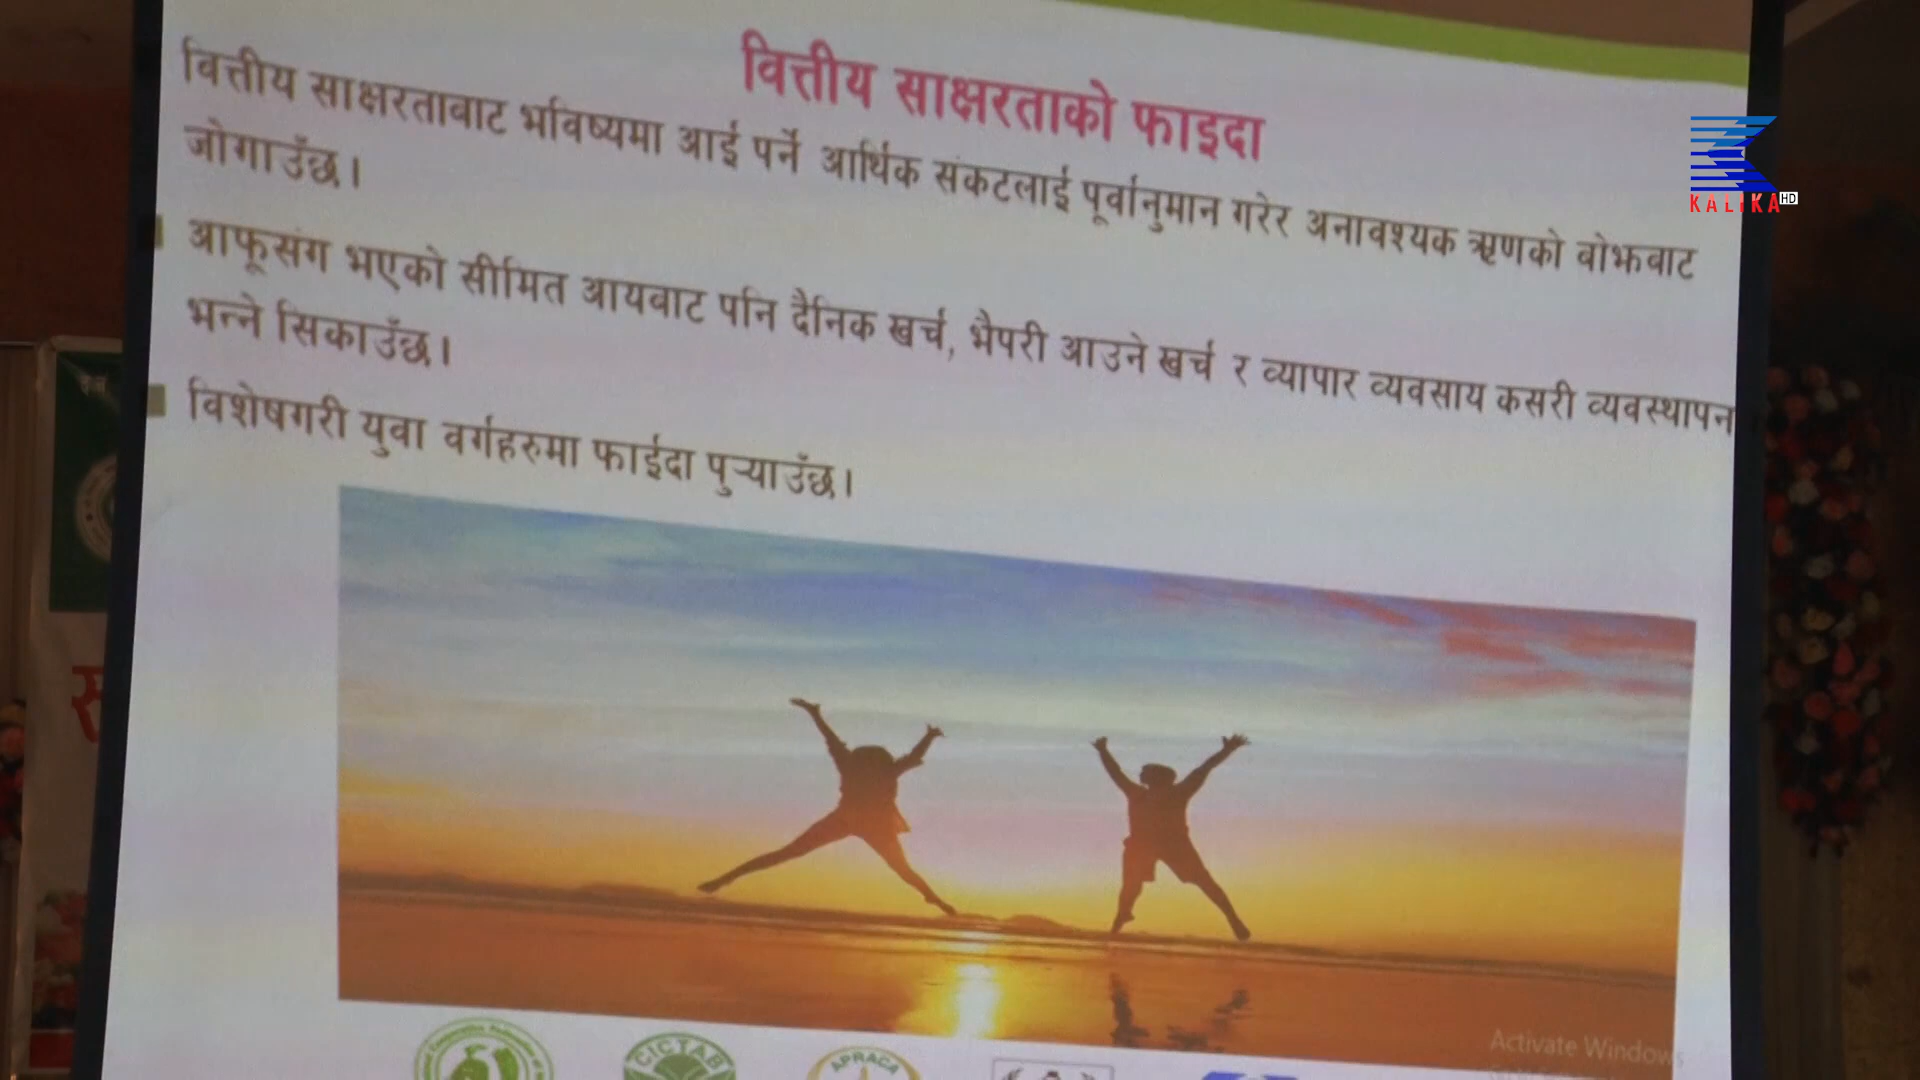 वित्तीय साक्षरताको फाइदा
वित्तीय साक्षरताबाट भविष्यमा आई पर्ने आर्थिक संकटलाई पूर्वानुमान गरेर अनावश्यक ऋणको बोझबाट
जोगाउँछ।
आफूसंग भएको सीमित आयबाट पनि दैनिक खर्च, भैपरी आउने खर्च र व्यापार व्यवसाय कसरी व्यवस्थापन
भन्ने सिकाउँछ।
विशेषगरी युवा वर्गहरुमा फाईदा पुर्‍याउँछ।
KALIKA HD
CICTAB
APRACA
Activate Windows